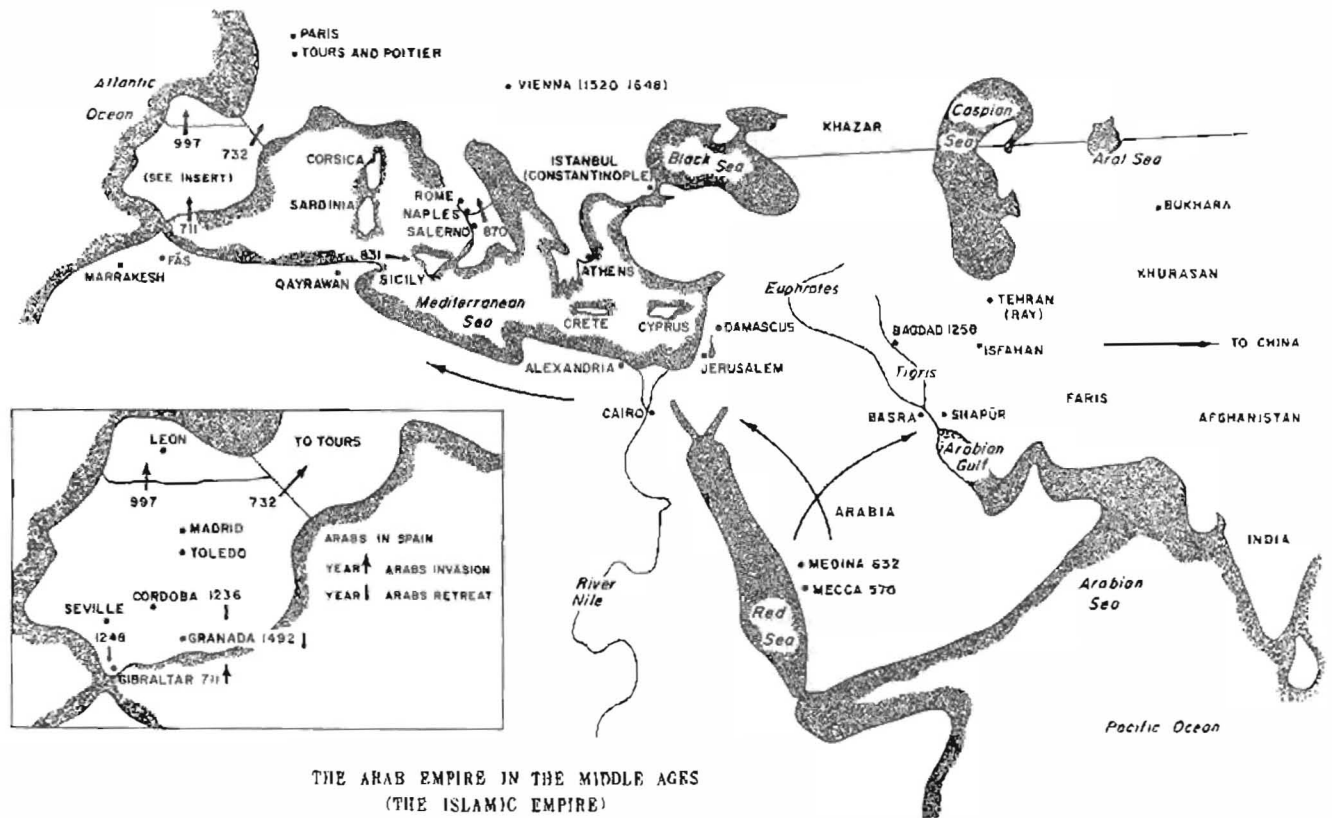 PARIS
TOURS AND POITIER
Atlantic
Ocean
VIENNA (1520 1648)
997
732
(SEE INSERT)
711
CORSICA
SARDINIA
ROME
NAPLES
SALERNO
870
831
SICILY
ISTANBUL
(CONSTANTINOPLE)
Black Sea
KHAZAR
Caspian
Sea
Aral Sea
BUKHARA
KHURASAN
MARRAKESH
FĀS
QAYRAWAN
Mediterranean
Sea
ATHENS
CRETE
CYPRUS
DAMASCUS
JERUSALEM
ALEXANDRIA
CAIRO
Euphrates
BAGDAD 1258
Tigris
TEHRAN
(RAY)
ISFAHAN
TO CHINA
BASRA
SHAPŪR
FARIS
AFGHANISTAN
Arabian
Gulf
ARABIA
MEDINA 632
MECCA 570
INDIA
River
Nile
Red
Sea
Arabian
Sea
Pacific Ocean
LEON
TO TOURS
997
732
MADRID
TOLEDO
ARABS IN SPAIN
YEAR ARABS INVASION
YEAR ARABS RETREAT
CORDOBA 1236
SEVILLE
1248
GRANADA 1492
GIBRALTAR 711
THE ARAB EMPIRE IN THE MIDDLE AGES
(THE ISLAMIC EMPIRE)